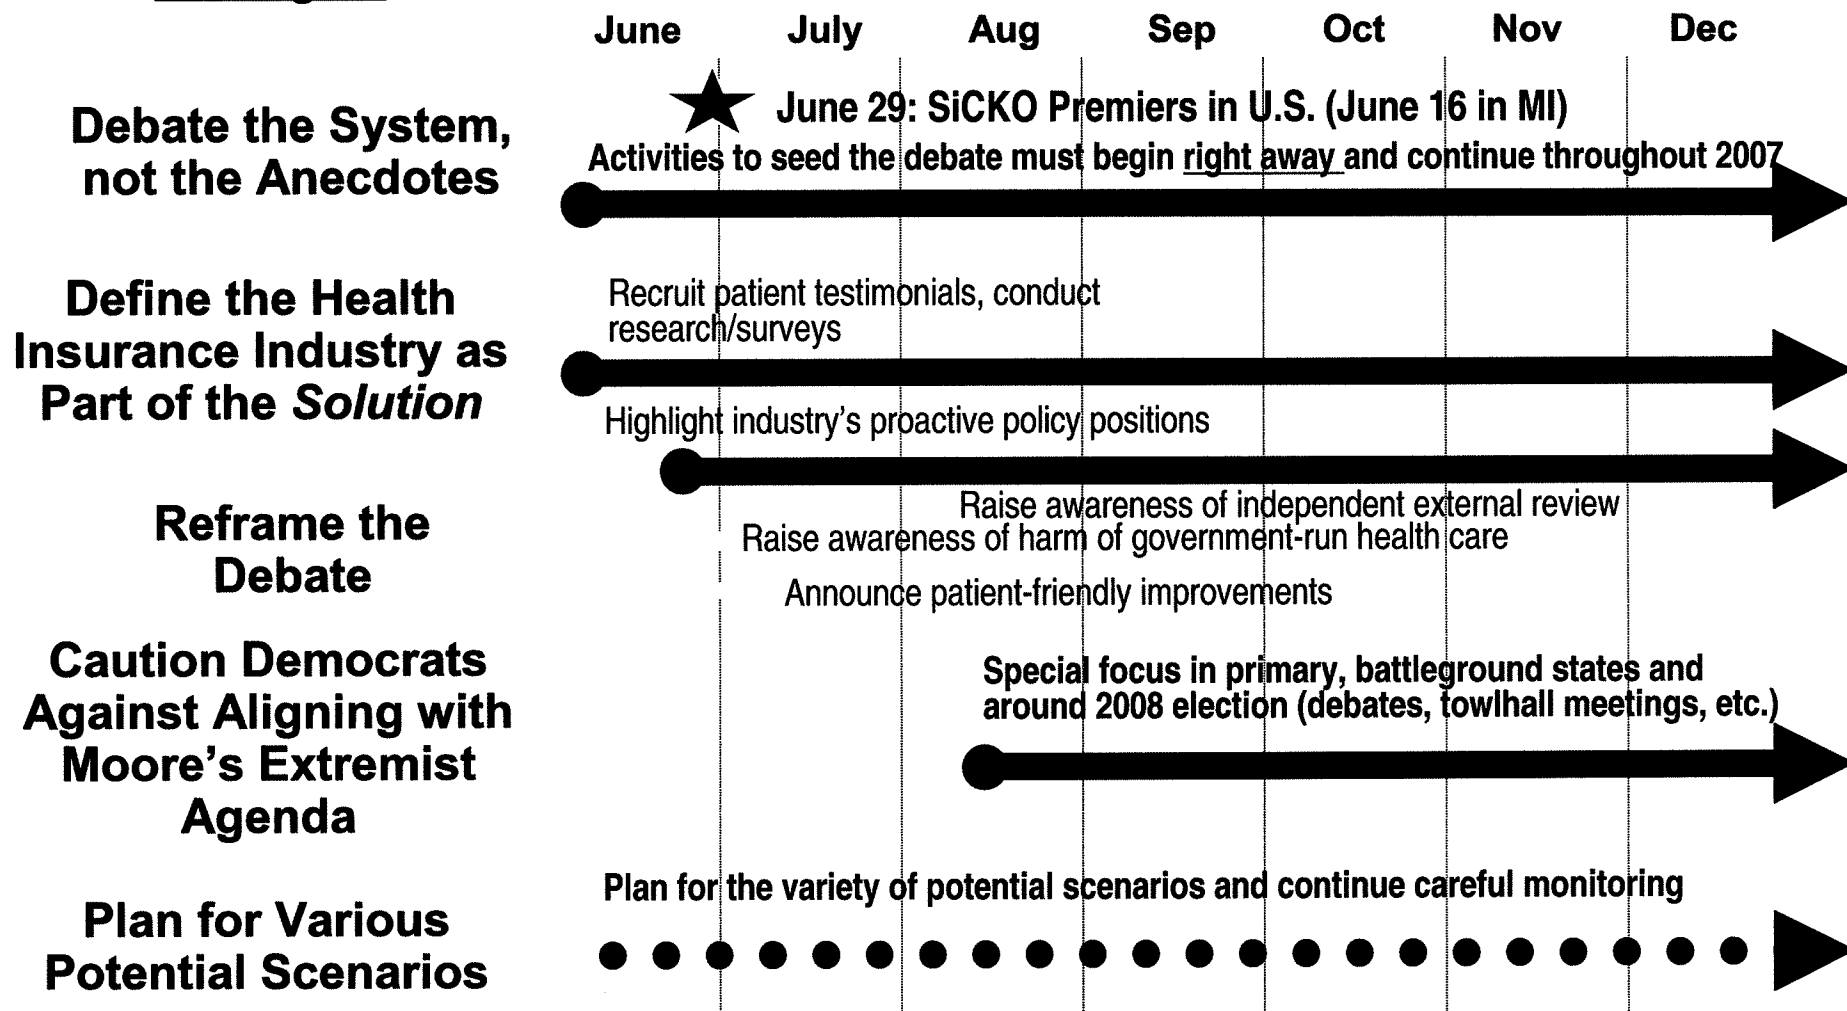 June July Aug Sep Oct Nov Dec
Debate the System,
not the Anecdotes
June 29: SiCKO Premiers in U.S. (June 16 in MI)
Activities to seed the debate must begin right away and continue throughout 2007
Define the Health
Insurance Industry as
Part of the Solution
Recruit patient testimonials, conduct
research/surveys
Highlight industry's proactive policy positions
Reframe the
Debate
Raise awareness of independent external review
Raise awareness of harm of government-run health care
Announce patient-friendly improvements
Caution Democrats
Against Aligning with
Moore's Extremist
Agenda
Special focus in primary, battleground states and
around 2008 election (debates, towlhall meetings, etc.)
Plan for Various
Potential Scenarios
Plan for the variety of potential scenarios and continue careful monitoring